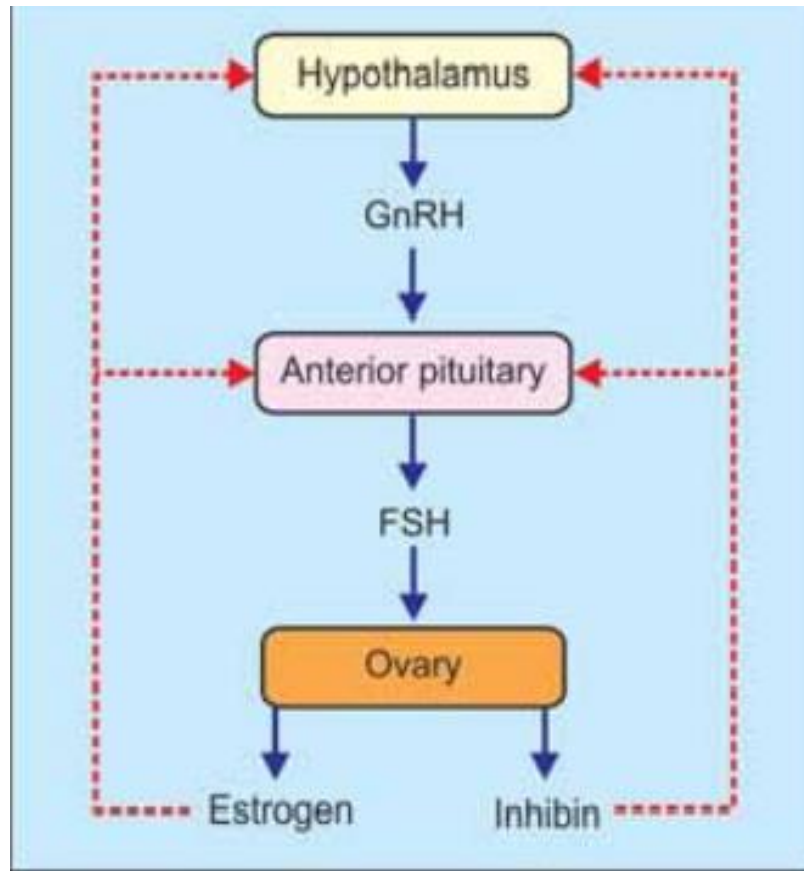 Hypothalamus
GnRH
Anterior pituitary
FSH
Ovary
Estrogen
Inhibin